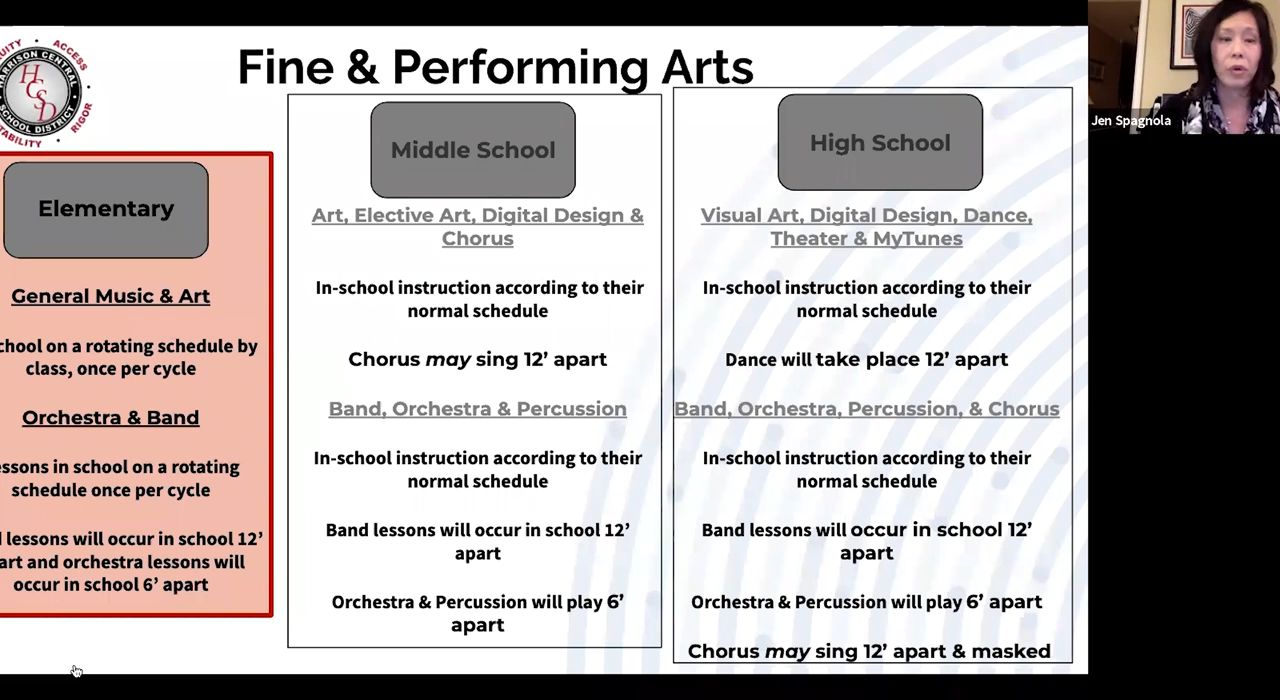 Fine & Performing Arts
ACCESS
RIGOR
HARRISON CENTRAL
SCHOOL DISTRICT
HCSD
Jen Spagnola
Elementary
General Music & Art
on a rotating schedule by
class, once per cycle
Orchestra & Band
in school on a rotating
schedule once per cycle
lessons will occur in school 12’
and orchestra lessons will
occur in school 6’ apart
Middle School
Art, Elective Art, Digital Design &
Chorus
In-school instruction according to their
normal schedule
Chorus may sing 12’ apart
Band, Orchestra & Percussion
In-school instruction according to their
normal schedule
Band lessons will occur in school 12’
apart
Orchestra & Percussion will play 6’
apart
High School
Visual Art, Digital Design, Dance,
Theater & MyTunes
In-school instruction according to their
normal schedule
Dance will take place 12’ apart
Band, Orchestra, Percussion, & Chorus
In-school instruction according to their
normal schedule
Band lessons will occur in school 12’
apart
Orchestra & Percussion will play 6’ apart
Chorus may sing 12’ apart & masked